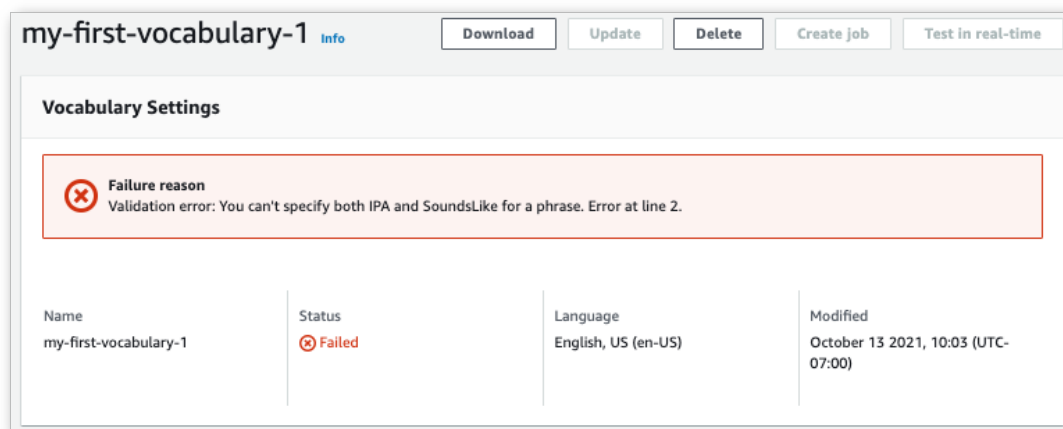 my-first-vocabulary-1 Info Download Update Delete Create job Test in real-time
Vocabulary Settings
Failure reason
Validation error: You can't specify both IPA and SoundsLike for a phrase. Error at line 2.
Name Status Language Modified
my-first-vocabulary-1 Failed English, US (en-US) October 13 2021, 10:03 (UTC-
07:00)